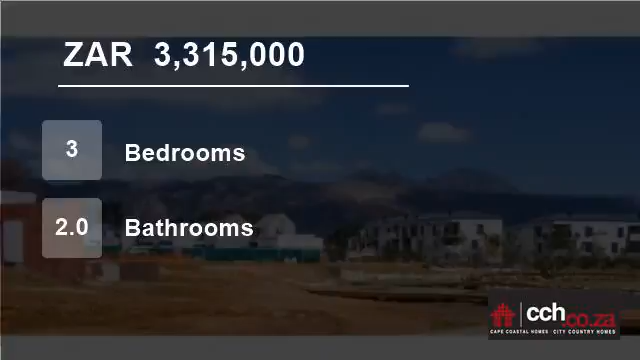 ZAR 3,315,000
3 Bedrooms
2.0 Bathrooms
cch.co.za
CAPE COASTAL HOMES · CITY COUNTRY HOMES